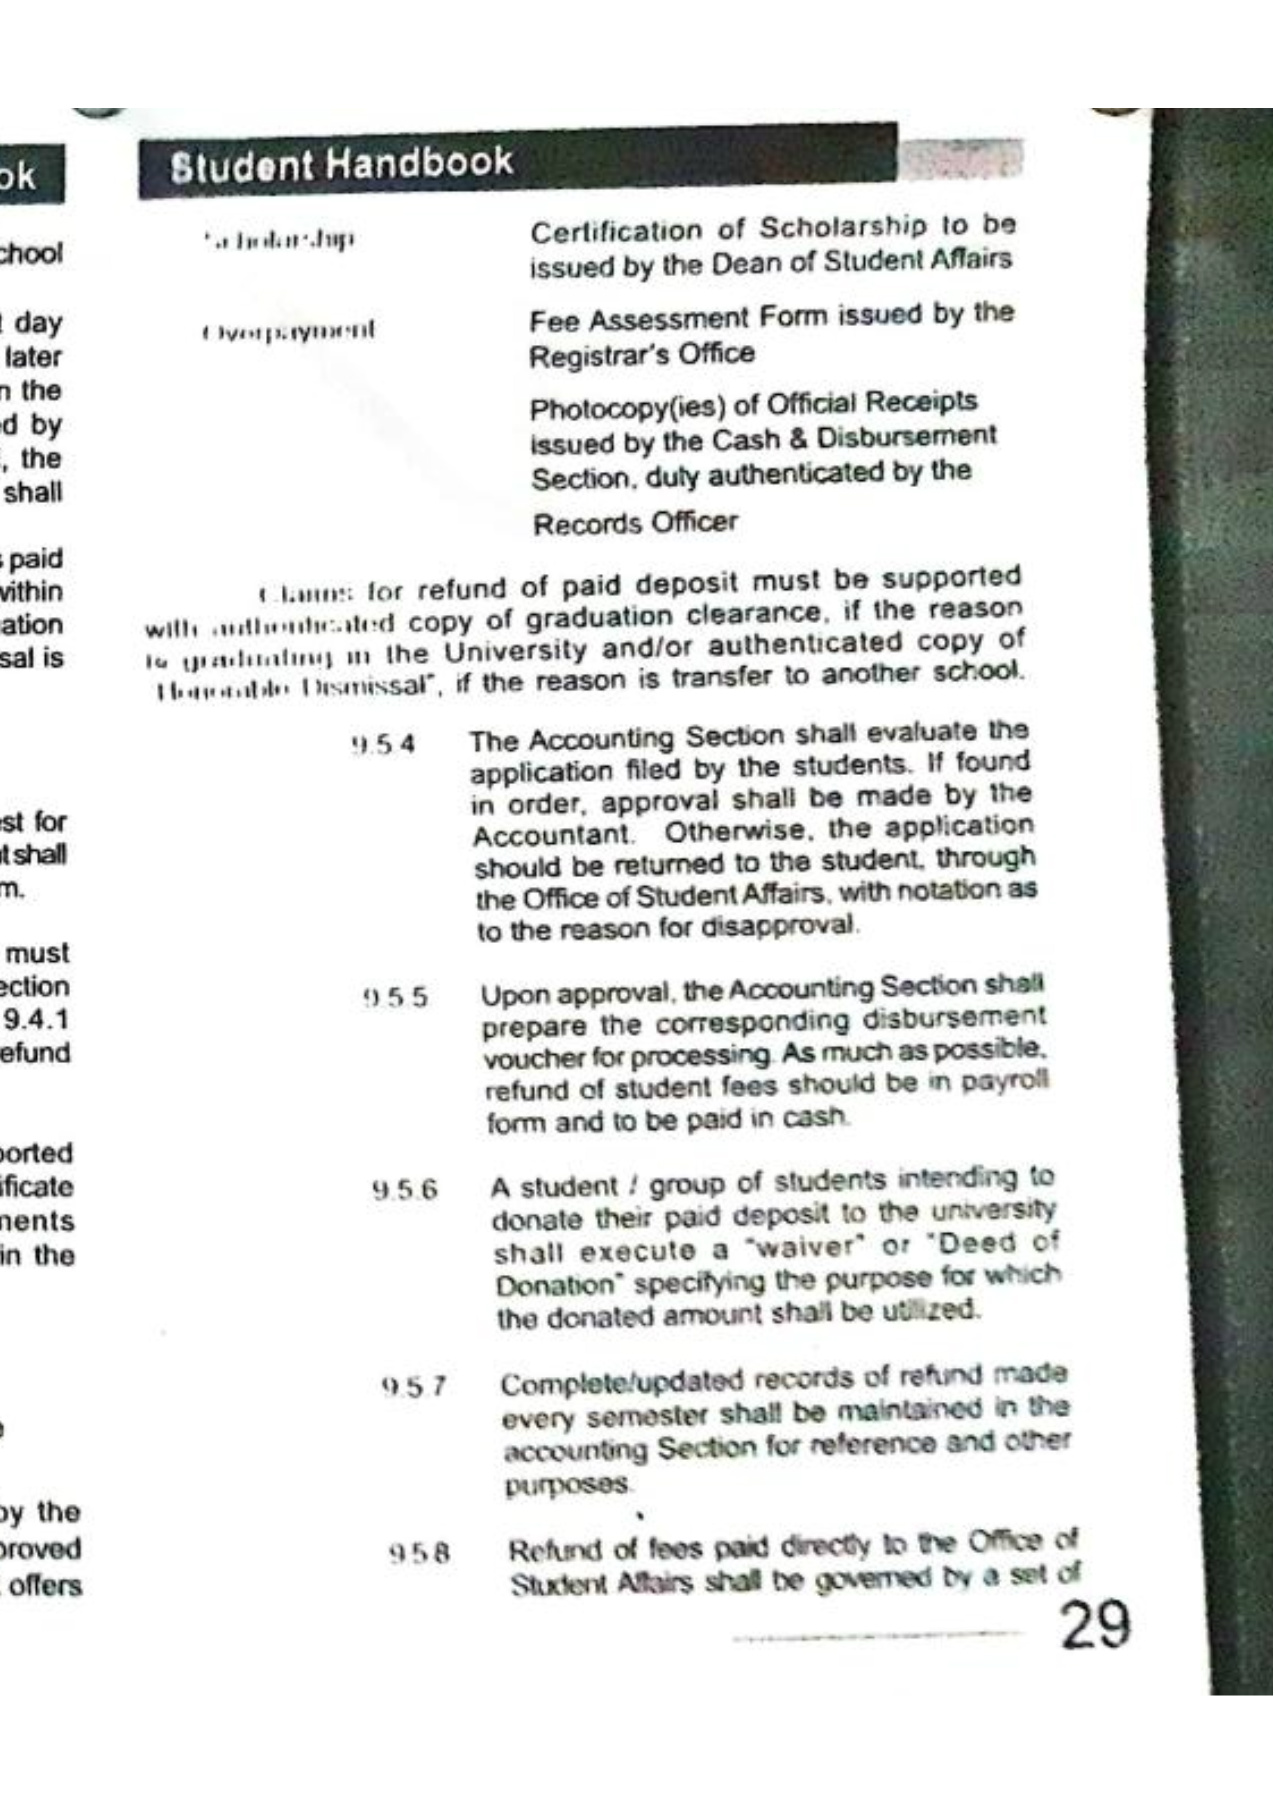 ok
chool
t day
later
n the
ed by
, the
shall
s paid
within
ation
sal is
est for
t shall
m.
must
ection
9.4.1
efund
ported
ificate
ments
in the
e
by the
proved
offers
Student Handbook
Scholarship
Certification of Scholarship to be
issued by the Dean of Student Affairs
Overpayment
Fee Assessment Form issued by the
Registrar's Office
Photocopy(ies) of Official Receipts
issued by the Cash & Disbursement
Section, duly authenticated by the
Records Officer
Claims for refund of paid deposit must be supported
with authenticated copy of graduation clearance, if the reason
is graduating in the University and/or authenticated copy of
"Honorable Dismissal", if the reason is transfer to another school.
9.5.4 The Accounting Section shall evaluate the
application filed by the students. If found
in order, approval shall be made by the
Accountant. Otherwise, the application
should be returned to the student, through
the Office of Student Affairs, with notation as
to the reason for disapproval.
9.5.5 Upon approval, the Accounting Section shall
prepare the corresponding disbursement
voucher for processing. As much as possible,
refund of student fees should be in payroll
form and to be paid in cash.
9.5.6 A student / group of students intending to
donate their paid deposit to the university
shall execute a "waiver" or "Deed of
Donation" specifying the purpose for which
the donated amount shall be utilized.
9.5.7 Complete/updated records of refund made
every semester shall be maintained in the
accounting Section for reference and other
purposes.
9.5.8 Refund of fees paid directly to the Office of
Student Affairs shall be governed by a set of
29